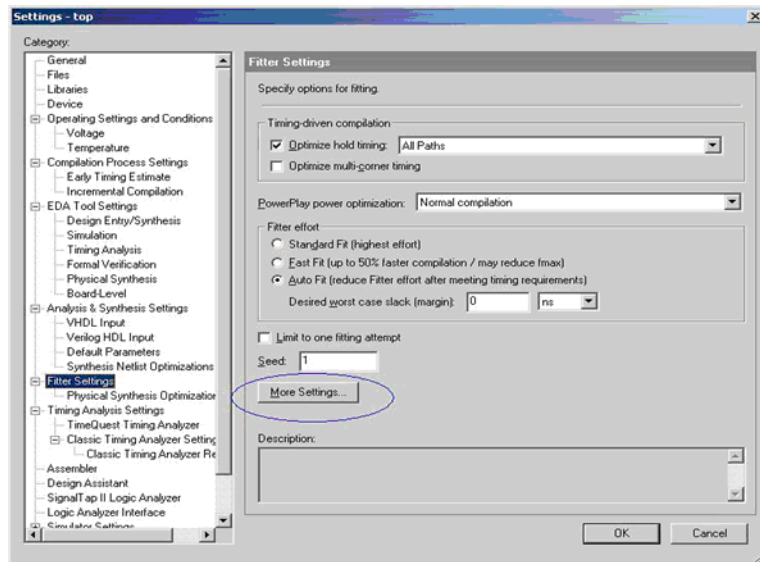 Settings - top
Category:
General
Files
Libraries
Device
Operating Settings and Conditions
Voltage
Temperature
Compilation Process Settings
Early Timing Estimate
Incremental Compilation
EDA Tool Settings
Design Entry/Synthesis
Simulation
Timing Analysis
Formal Verification
Physical Synthesis
Board-Level
Analysis & Synthesis Settings
VHDL Input
Verilog HDL Input
Default Parameters
Synthesis Netlist Optimizations
Fitter Settings
Physical Synthesis Optimization
Timing Analysis Settings
TimeQuest Timing Analyzer
Classic Timing Analyzer Setting
Classic Timing Analyzer Re
Assembler
Design Assistant
SignalTap II Logic Analyzer
Logic Analyzer Interface
Simulator Settings
Fitter Settings
Specify options for fitting.
Timing-driven compilation
Optimize hold timing: All Paths
Optimize multi-corner timing
PowerPlay power optimization: Normal compilation
Fitter effort
Standard Fit (highest effort)
Fast Fit (up to 50% faster compilation / may reduce fmax)
Auto Fit (reduce Fitter effort after meeting timing requirements)
Desired worst case slack (margin): 0 ns
Limit to one fitting attempt
Seed: 1
More Settings...
Description:
OK Cancel